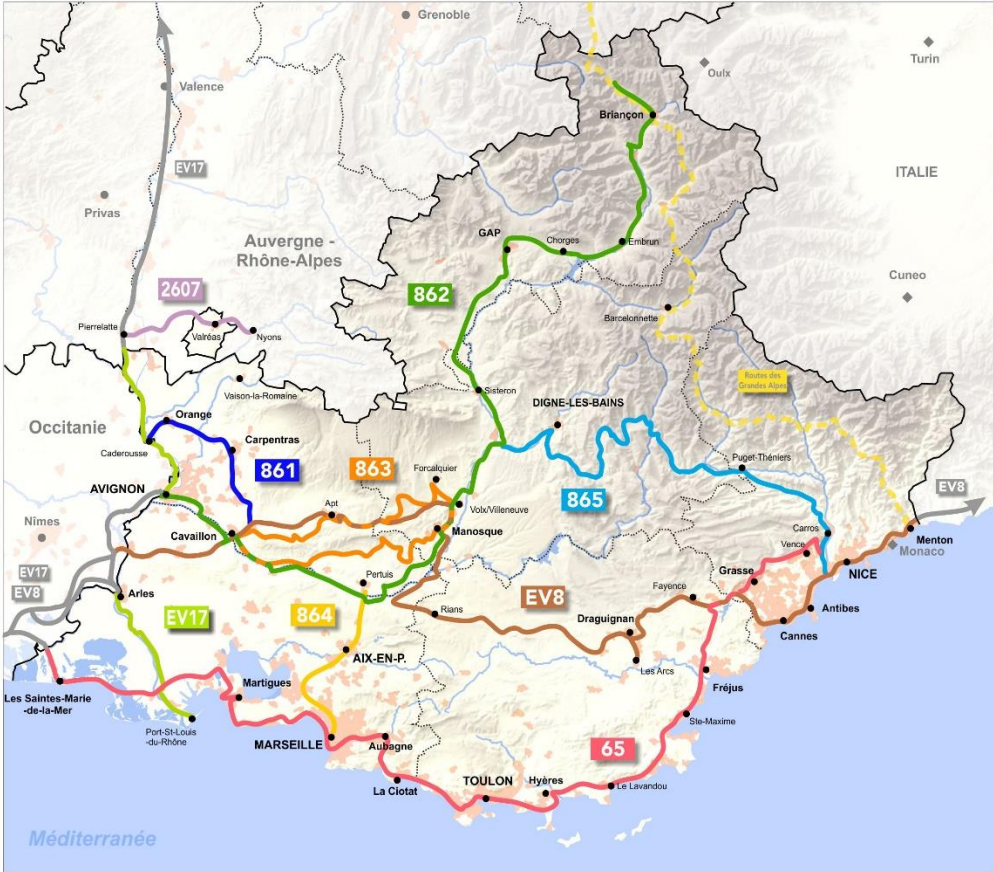 Grenoble
Turin
Oulx
Valence
Briançon
EV17
ITALIE
Privas
Auvergne -
Rhône-Alpes
GAP
Chorges
Embrun
Cuneo
2607
862
Barcelonnette
Pierrelatte
Valréas
Nyons
Routes des
Grandes Alpes
Vaison-la-Romaine
Sisteron
DIGNE-LES-BAINS
Occitanie
Orange
Caderousse
Carpentras
861
863
Forcalquier
865
Puget-Théniers
AVIGNON
EV8
Apt
Volx/Villeneuve
Nîmes
Cavaillon
Manosque
Carros
Menton
Monaco
Vence
NICE
EV17
EV8
Pertuis
Grasse
Arles
EV17
864
EV8
Fayence
Rians
Draguignan
Antibes
Cannes
AIX-EN-P.
Les Arcs
Fréjus
Les Saintes-Marie
-de-la-Mer
Martigues
Port-St-Louis
-du-Rhône
MARSEILLE
Aubagne
65
Ste-Maxime
La Ciotat
TOULON
Hyères
Le Lavandou
Méditerranée